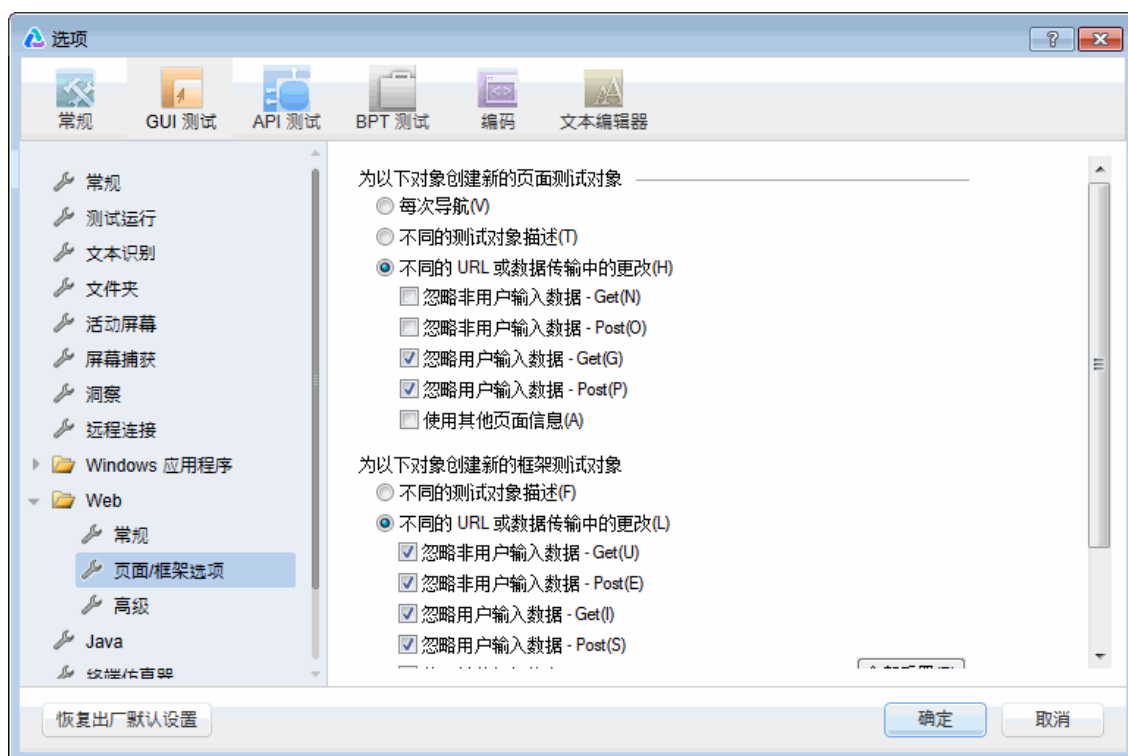 选项
常规 GUI 测试 API 测试 BPT 测试 编码 文本编辑器
常规
测试运行
文本识别
文件夹
活动屏幕
屏幕捕获
洞察
远程连接
Windows 应用程序
Web
常规
页面/框架选项
高级
Java
终端仿真器
为以下对象创建新的页面测试对象
每次导航(V)
不同的测试对象描述(T)
不同的 URL 或数据传输中的更改(H)
忽略非用户输入数据 - Get(N)
忽略非用户输入数据 - Post(O)
忽略用户输入数据 - Get(G)
忽略用户输入数据 - Post(P)
使用其他页面信息(A)
为以下对象创建新的框架测试对象
不同的测试对象描述(F)
不同的 URL 或数据传输中的更改(L)
忽略非用户输入数据 - Get(U)
忽略非用户输入数据 - Post(E)
忽略用户输入数据 - Get(I)
忽略用户输入数据 - Post(S)
恢复出厂默认设置
确定 取消